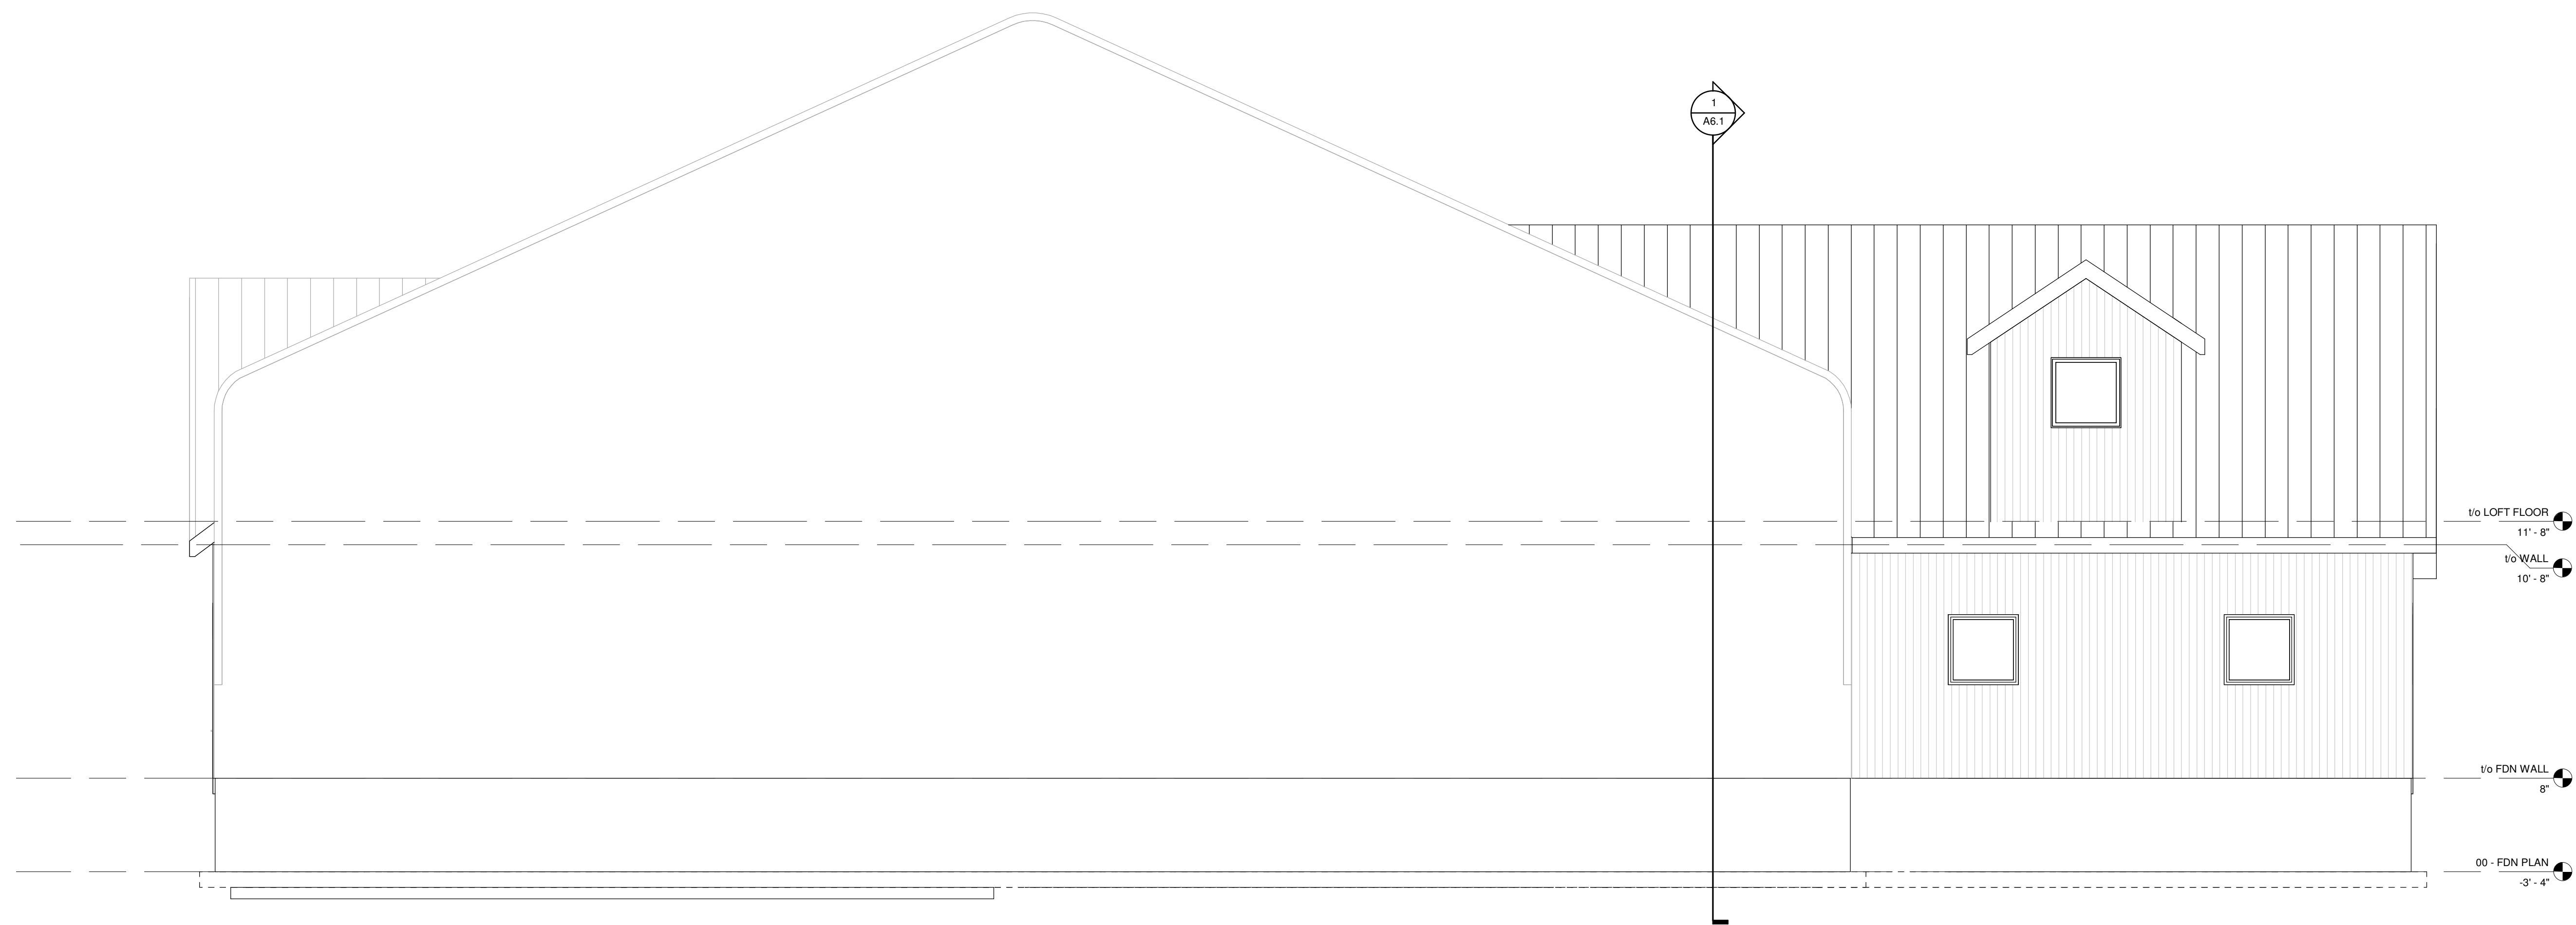 1
A6.1
t/o LOFT FLOOR
11' - 8"
t/o WALL
10' - 8"
t/o FDN WALL
8"
00 - FDN PLAN
-3' - 4"